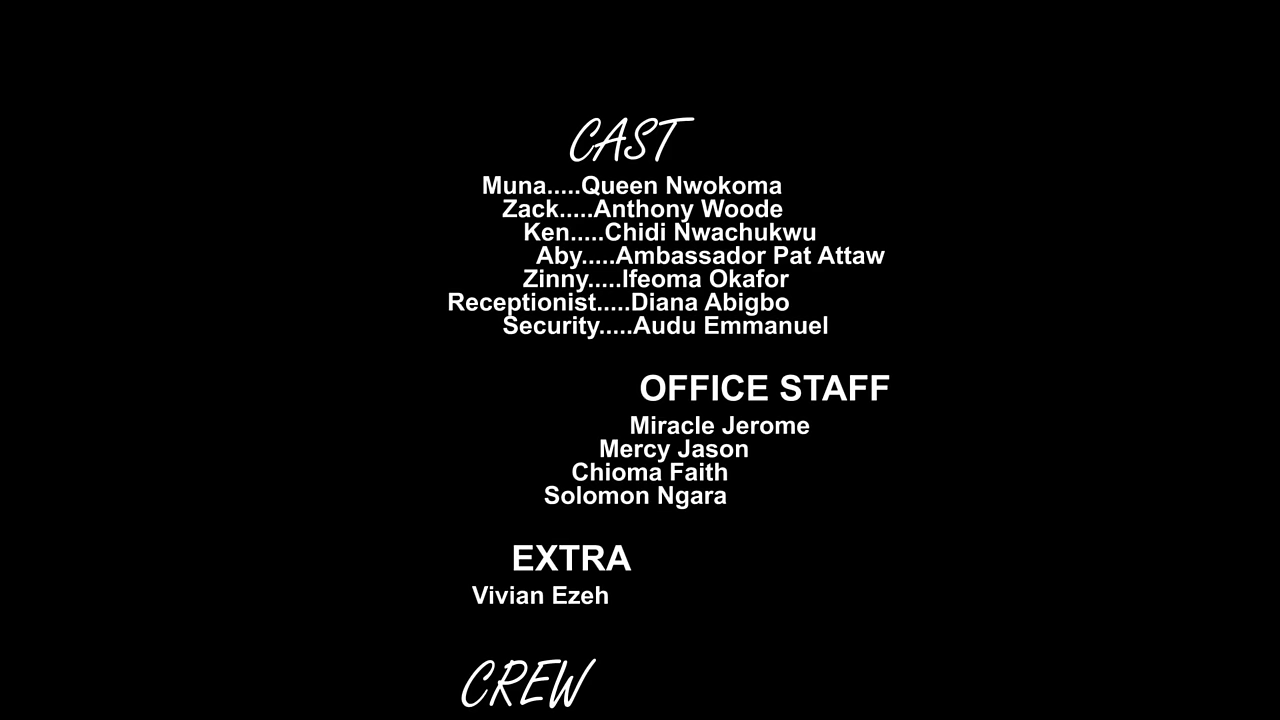 CAST
Muna.....Queen Nwokoma
Zack.....Anthony Woode
Ken.....Chidi Nwachukwu
Aby.....Ambassador Pat Attaw
Zinny.....Ifeoma Okafor
Receptionist.....Diana Abigbo
Security.....Audu Emmanuel
OFFICE STAFF
Miracle Jerome
Mercy Jason
Chioma Faith
Solomon Ngara
EXTRA
Vivian Ezeh
CREW